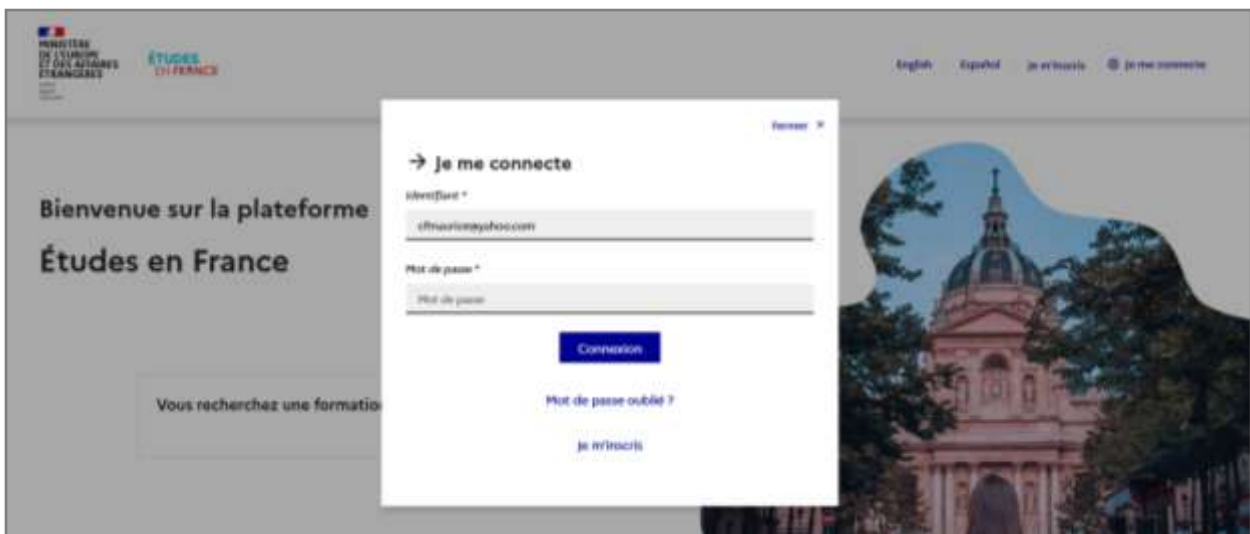 MINISTÈRE
DE L'EUROPE
ET DES AFFAIRES
ÉTRANGÈRES
ÉTUDES
EN FRANCE
English Español Je m'inscris Je me connecte
Fermer ×
→ Je me connecte
Identifiant *
Mot de passe *
Mot de passe
Connexion
Mot de passe oublié ?
Je m'inscris
Bienvenue sur la plateforme
Études en France
Vous recherchez une formatio